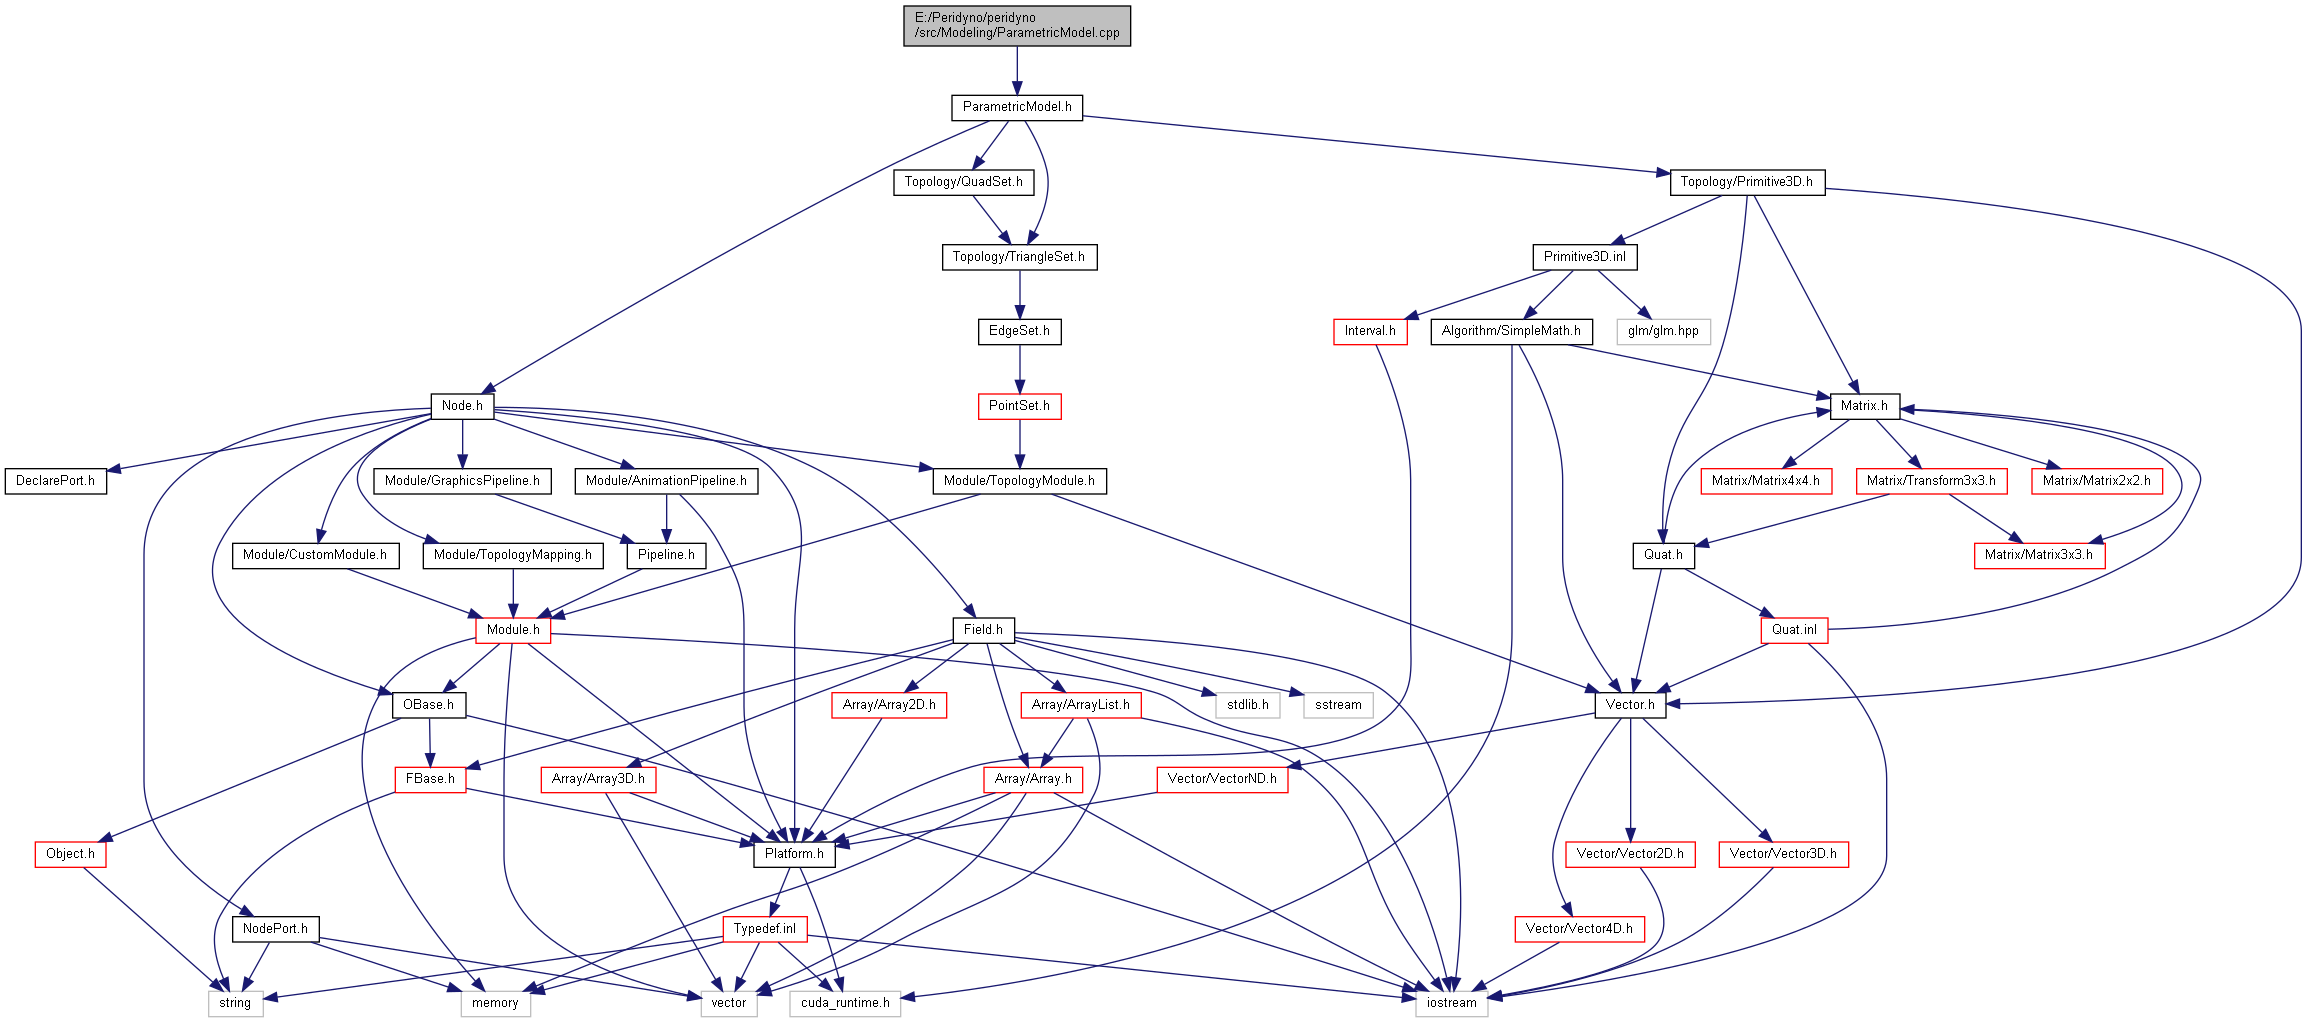 E:/Peridyno/peridyno
/src/Modeling/ParametricModel.cpp
ParametricModel.h
Topology/QuadSet.h
Topology/Primitive3D.h
Topology/TriangleSet.h
Primitive3D.inl
EdgeSet.h
Interval.h
Algorithm/SimpleMath.h
glm/glm.hpp
Node.h
PointSet.h
Matrix.h
DeclarePort.h
Module/GraphicsPipeline.h
Module/AnimationPipeline.h
Module/TopologyModule.h
Matrix/Matrix4x4.h
Matrix/Transform3x3.h
Matrix/Matrix2x2.h
Module/CustomModule.h
Module/TopologyMapping.h
Pipeline.h
Quat.h
Matrix/Matrix3x3.h
Module.h
Field.h
Quat.inl
OBase.h
Array/Array2D.h
Array/ArrayList.h
stdlib.h
sstream
Vector.h
FBase.h
Array/Array3D.h
Array/Array.h
Vector/VectorND.h
Object.h
Platform.h
Vector/Vector2D.h
Vector/Vector3D.h
NodePort.h
Typedef.inl
Vector/Vector4D.h
string
memory
vector
cuda_runtime.h
iostream